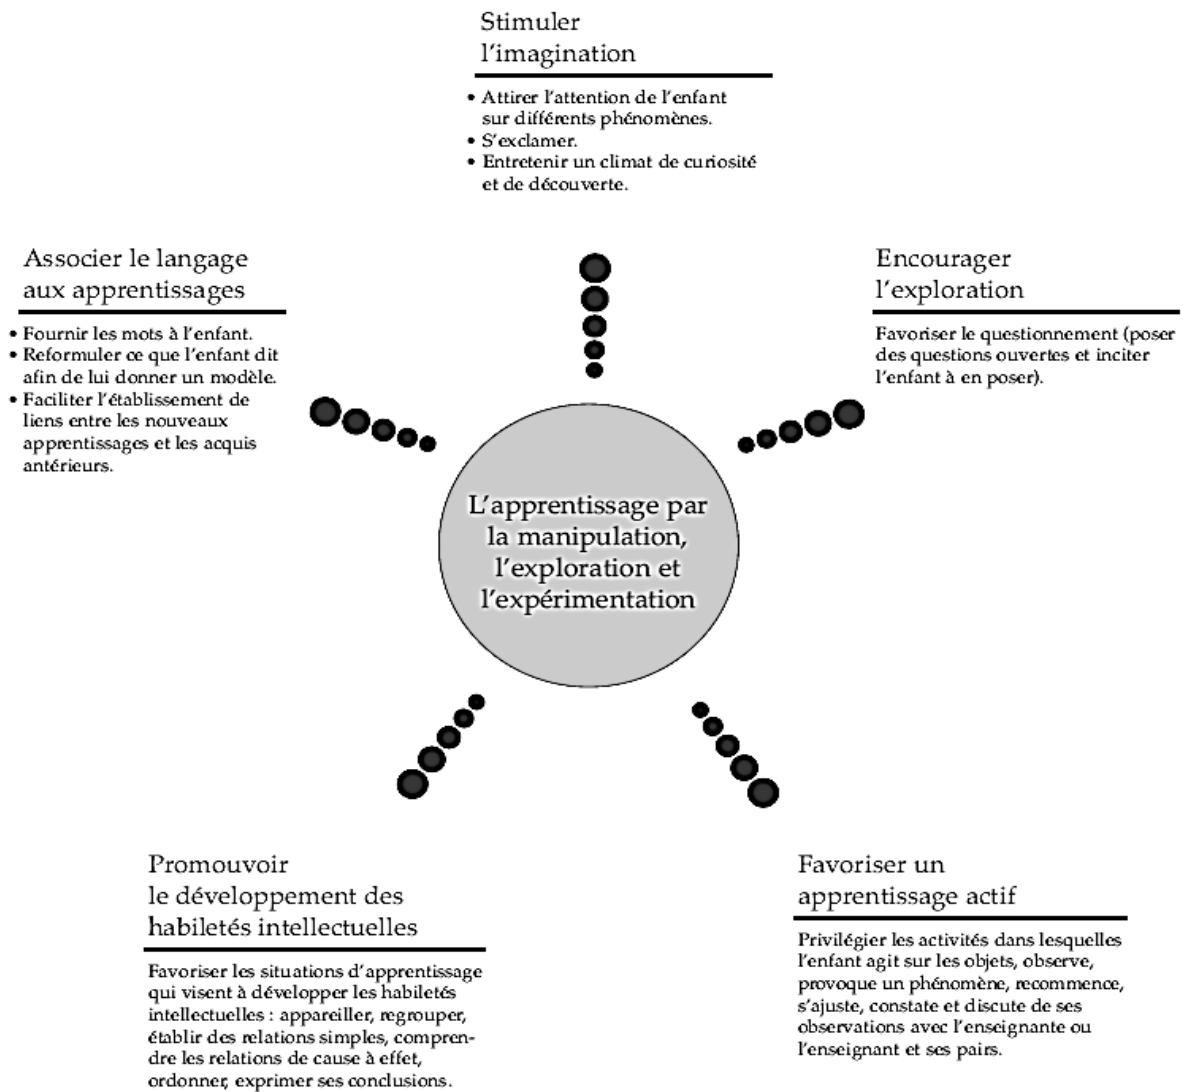 Stimuler
l'imagination
• Attirer l'attention de l'enfant
sur différents phénomènes.
• S'exclamer.
• Entretenir un climat de curiosité
et de découverte.
Associer le langage
aux apprentissages
• Fournir les mots à l'enfant.
• Reformuler ce que l'enfant dit
afin de lui donner un modèle.
• Faciliter l'établissement de
liens entre les nouveaux
apprentissages et les acquis
antérieurs.
Encourager
l'exploration
Favoriser le questionnement (poser
des questions ouvertes et inciter
l'enfant à en poser).
L'apprentissage par
la manipulation,
l'exploration et
l'expérimentation
Promouvoir
le développement des
habiletés intellectuelles
Favoriser les situations d'apprentissage
qui visent à développer les habiletés
intellectuelles : appareiller, regrouper,
établir des relations simples, compren-
dre les relations de cause à effet,
ordonner, exprimer ses conclusions.
Favoriser un
apprentissage actif
Privilégier les activités dans lesquelles
l'enfant agit sur les objets, observe,
provoque un phénomène, recommence,
s'ajuste, constate et discute de ses
observations avec l'enseignante ou
l'enseignant et ses pairs.